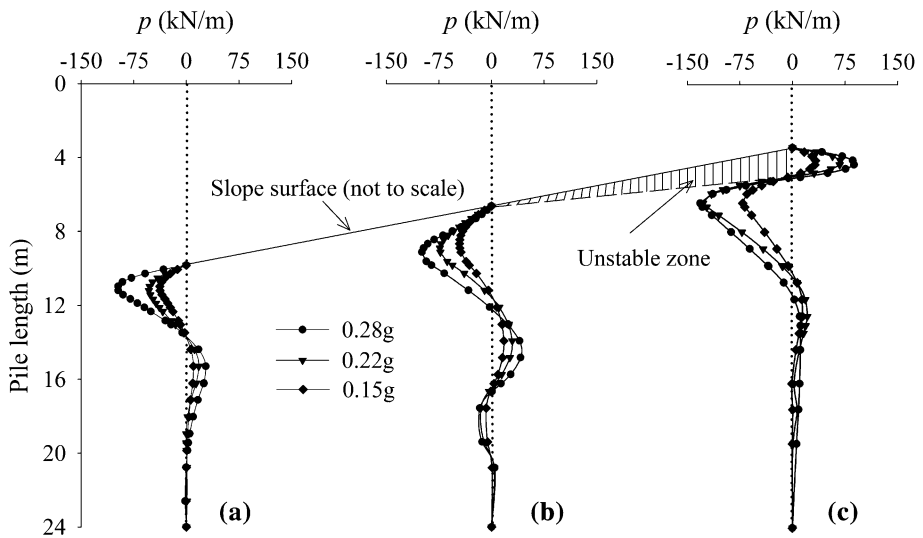 p (kN/m) p (kN/m) p (kN/m)
-150 -75 0 75 150 -150 -75 0 75 150 -150 -75 0 75 150
0
4
8
12
16
20
24
Pile length (m)
Slope surface (not to scale)
Unstable zone
0.28g
0.22g
0.15g
(a) (b) (c)